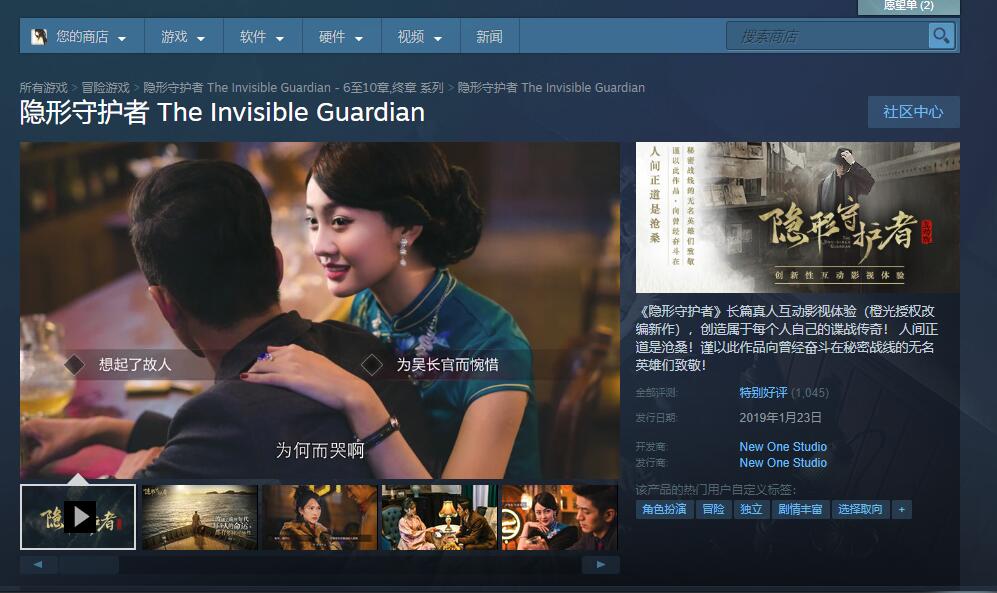 愿望单 (2)
您的商店 游戏 软件 硬件 视频 新闻 搜索商店
所有游戏 > 冒险游戏 > 隐形守护者 The Invisible Guardian - 6至10章,终章 系列 > 隐形守护者 The Invisible Guardian
隐形守护者 The Invisible Guardian
社区中心
人间正道是沧桑
谨以此作品·向曾经奋斗在
秘密战线的无名英雄们致敬
隐形守护者
创新性互动影视体验
想起了故人
为吴长官而惋惜
为何而哭啊
《隐形守护者》长篇真人互动影视体验（橙光授权改
编新作），创造属于每个人自己的谍战传奇！ 人间正
道是沧桑！谨以此作品向曾经奋斗在秘密战线的无名
英雄们致敬！
全部评测: 特别好评 (1,045)
发行日期: 2019年1月23日
开发商: New One Studio
发行商: New One Studio
该产品的热门用户自定义标签：
角色扮演 冒险 独立 剧情丰富 选择取向 +
隐形守护者